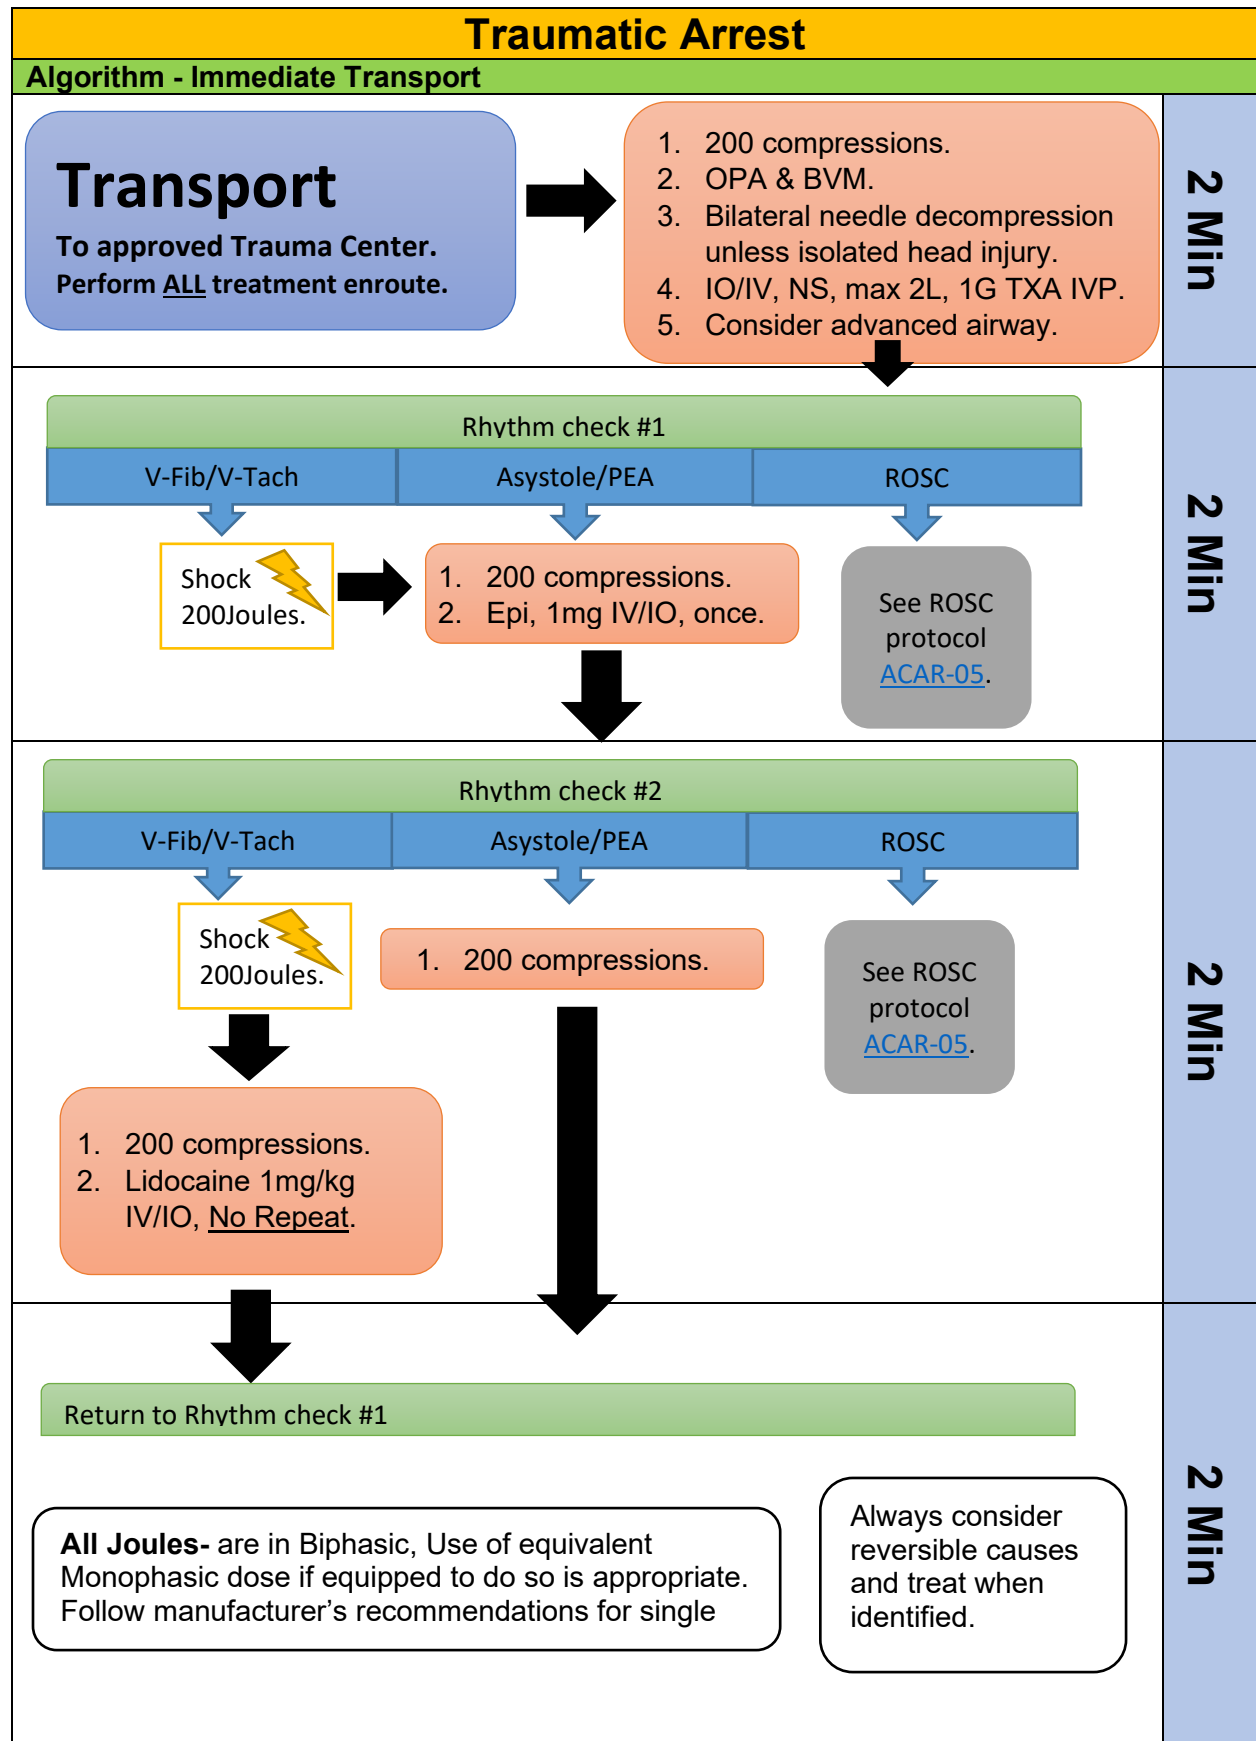 Traumatic Arrest
Algorithm - Immediate Transport
Transport
To approved Trauma Center.
Perform ALL treatment enroute.
1. 200 compressions.
2. OPA & BVM.
3. Bilateral needle decompression
unless isolated head injury.
4. IO/IV, NS, max 2L, 1G TXA IVP.
5. Consider advanced airway.
2 Min
Rhythm check #1
V-Fib/V-Tach
Asystole/PEA
ROSC
Shock
200Joules.
1. 200 compressions.
2. Epi, 1mg IV/IO, once.
See ROSC
protocol
ACAR-05.
2 Min
Rhythm check #2
V-Fib/V-Tach
Asystole/PEA
ROSC
Shock
200Joules.
1. 200 compressions.
See ROSC
protocol
ACAR-05.
1. 200 compressions.
2. Lidocaine 1mg/kg
IV/IO, No Repeat.
2 Min
Return to Rhythm check #1
All Joules- are in Biphasic, Use of equivalent
Monophasic dose if equipped to do so is appropriate.
Follow manufacturer's recommendations for single
Always consider
reversible causes
and treat when
identified.
2 Min